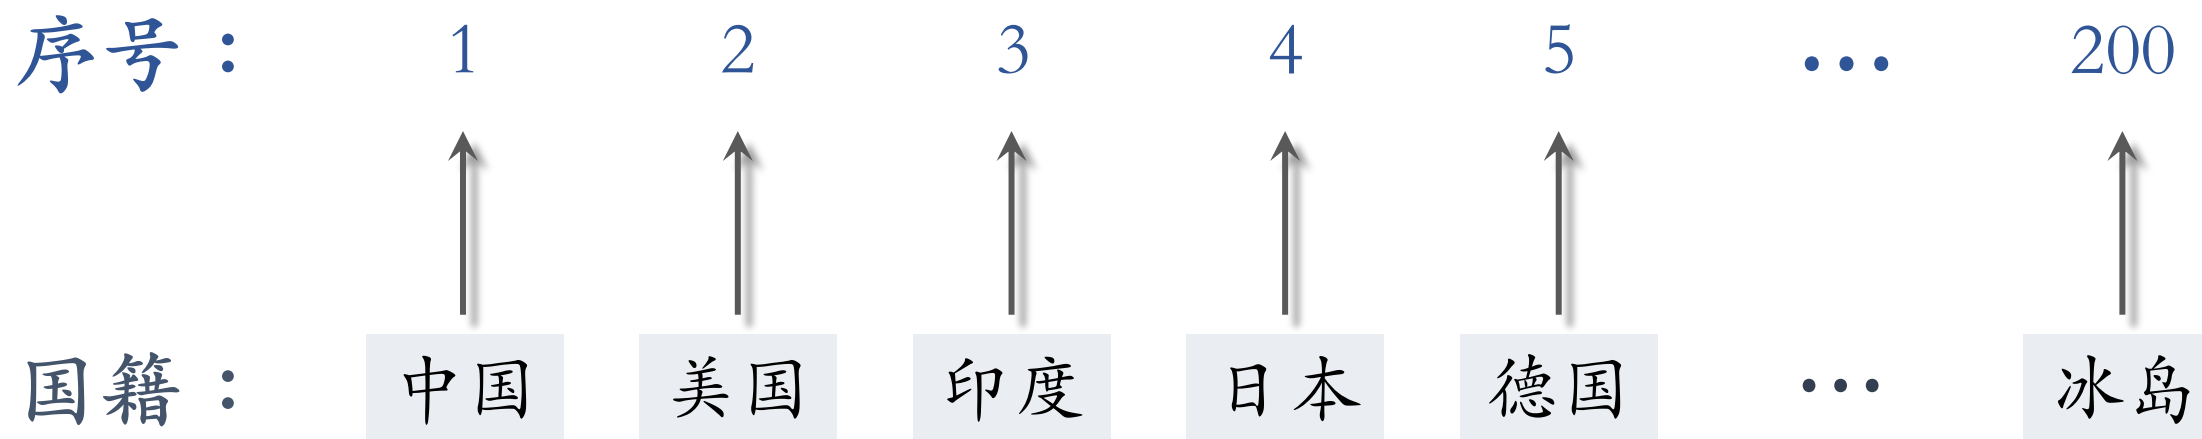 序号： 1 2 3 4 5 … 200
国籍： 中国 美国 印度 日本 德国 … 冰岛